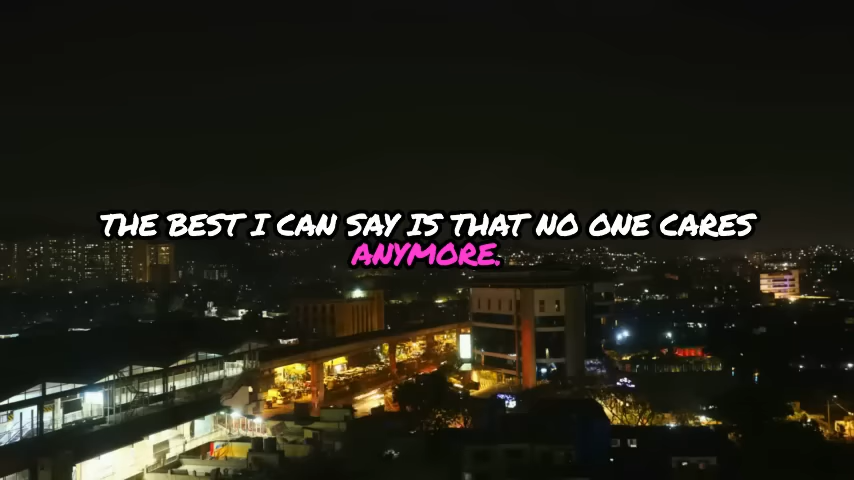 THE BEST I CAN SAY IS THAT NO ONE CARES
ANYMORE.